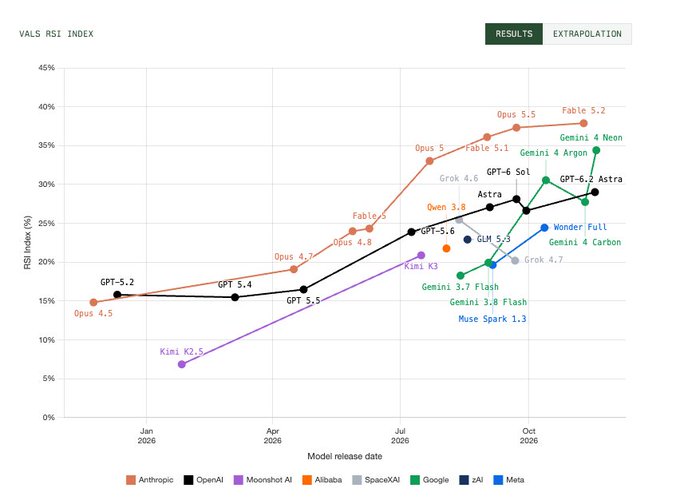 VALS RSI INDEX
RESULTS
EXTRAPOLATION
45%
40%
35%
30%
25%
20%
15%
10%
5%
0%
RSI Index (%)
Fable 5.2
Opus 5.5
Gemini 4 Neon
Opus 5
Fable 5.1
Gemini 4 Argon
GPT-6 Sol
Grok 4.6
GPT-6.2 Astra
Astra
Qwen 3.8
Fable 5
Wonder Full
GPT-5.6
GLM 5.3
Opus 4.8
Gemini 4 Carbon
Opus 4.7
Grok 4.7
Kimi K3
GPT-5.2
GPT 5.4
Gemini 3.7 Flash
GPT 5.5
Gemini 3.8 Flash
Opus 4.5
Muse Spark 1.3
Kimi K2.5
Jan
2026
Apr
2026
Jul
2026
Oct
2026
Model release date
Anthropic
OpenAI
Moonshot AI
Alibaba
SpaceXAI
Google
zAI
Meta